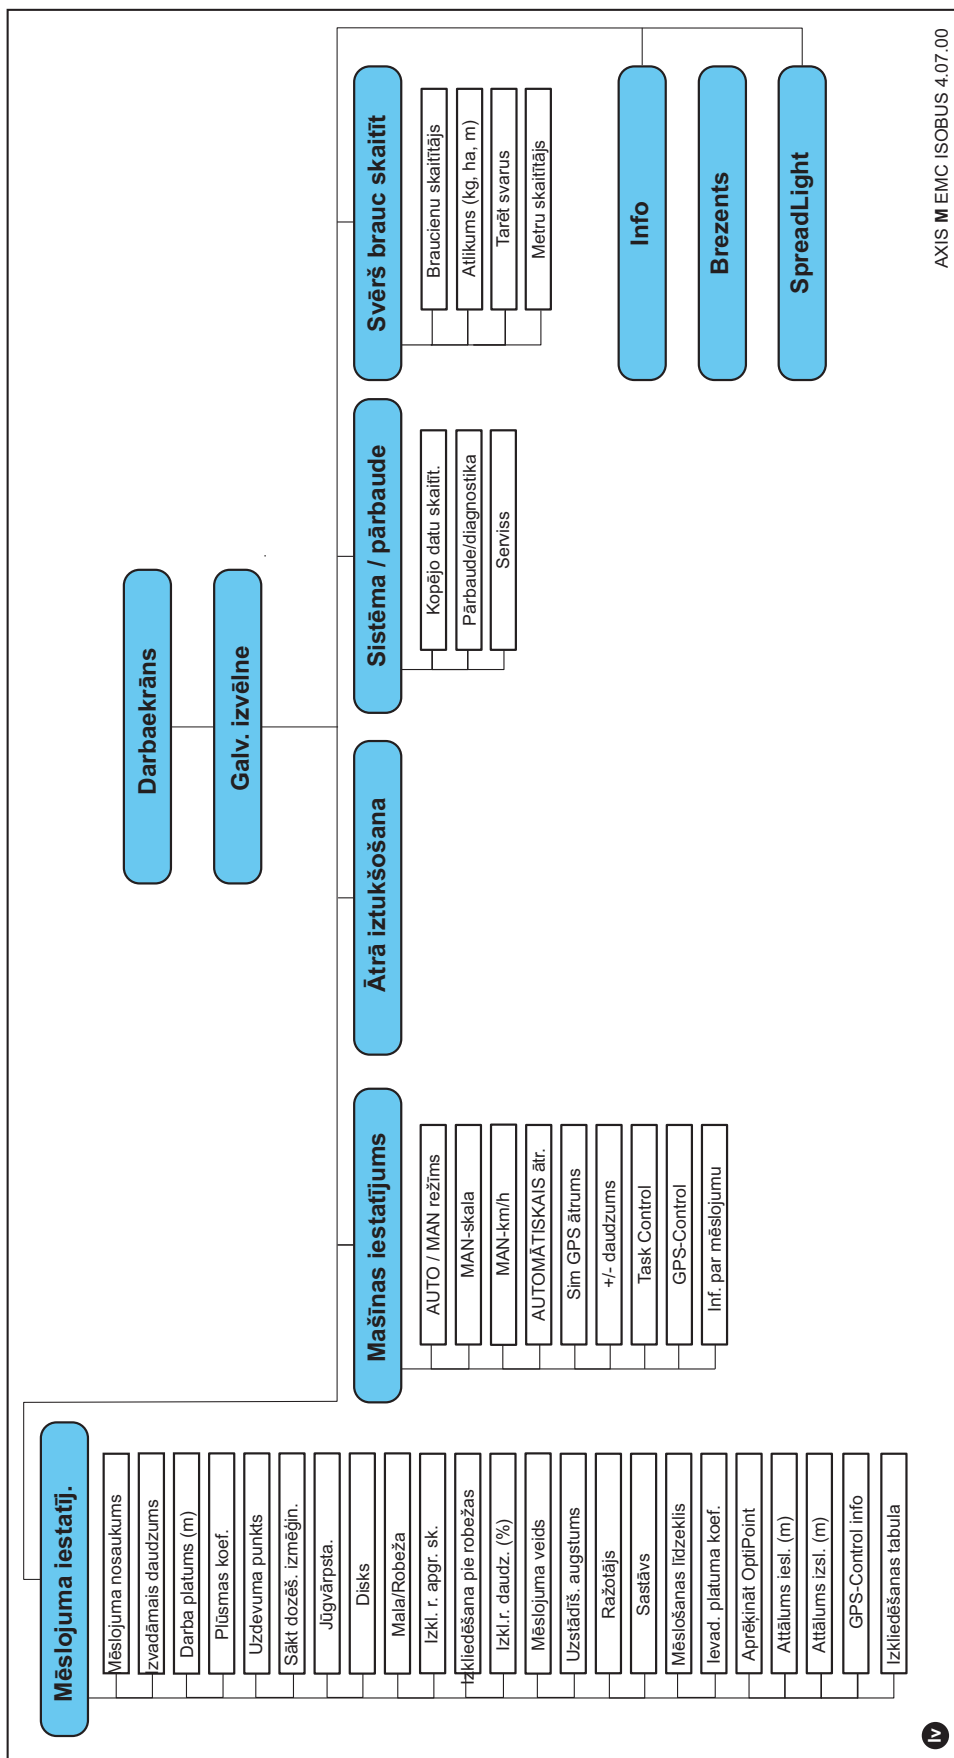 Darbaekrāns
Galv. izvēlne
Mēslojuma iestatīj.
Mēslojuma nosaukums
Izvadāmais daudzums
Darba platums (m)
Plūsmas koef.
Uzdevuma punkts
Sākt dozēš. izmēģin.
Jūgvārpsta.
Disks
Mala/Robeža
Izkl. r. apgr. sk.
Izkliedēšana pie robežas
Izkl.r. daudz. (%)
Mēslojuma veids
Uzstādīš. augstums
Ražotājs
Sastāvs
Mēslošanas līdzeklis
Ievad. platuma koef.
Aprēķināt OptiPoint
Attālums iesl. (m)
Attālums izsl. (m)
GPS-Control info
Izkliedēšanas tabula
Mašīnas iestatījums
AUTO / MAN režīms
MAN-skala
MAN-km/h
AUTOMĀTISKAIS ātr.
Sim GPS ātrums
+/- daudzums
Task Control
GPS-Control
Inf. par mēslojumu
Ātrā iztukšošana
Sistēma / pārbaude
Kopējo datu skaitīt.
Pārbaude/diagnostika
Serviss
Svērš brauc skaitīt
Braucienu skaitītājs
Atlikums (kg, ha, m)
Tarēt svarus
Metru skaitītājs
Info
Brezents
SpreadLight
AXIS M EMC ISOBUS 4.07.00
lv